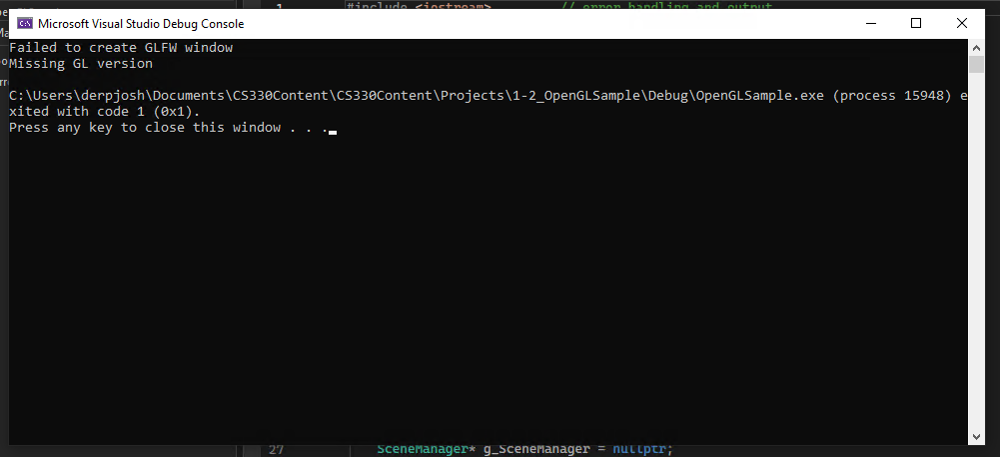 1 #include <iostream> // error handling and output
Microsoft Visual Studio Debug Console
Failed to create GLFW window
Missing GL version
C:\Users\derpjosh\Documents\CS330Content\CS330Content\Projects\1-2_OpenGLSample\Debug\OpenGLSample.exe (process 15948) e
xited with code 1 (0x1).
Press any key to close this window . . .
27 SceneManager* g_SceneManager = nullptr;